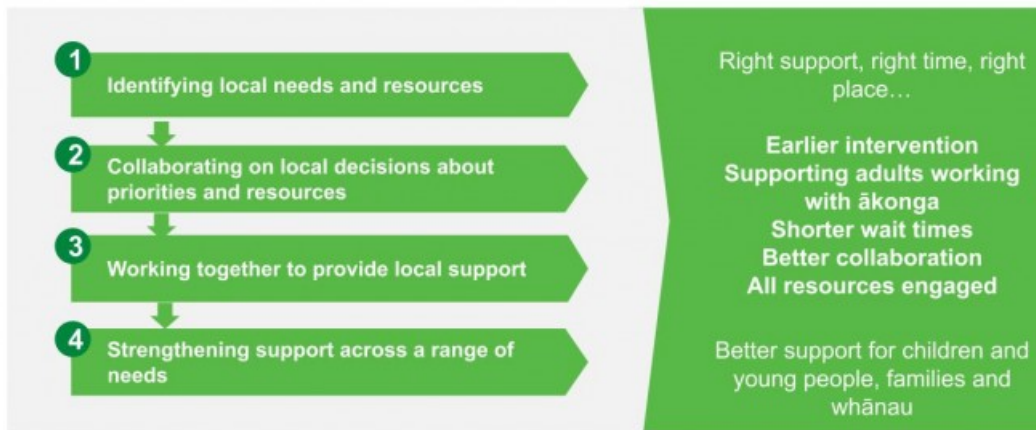 1
Identifying local needs and resources
2
Collaborating on local decisions about
priorities and resources
3
Working together to provide local support
4
Strengthening support across a range of
needs
Right support, right time, right
place…
Earlier intervention
Supporting adults working
with ākonga
Shorter wait times
Better collaboration
All resources engaged
Better support for children and
young people, families and
whānau